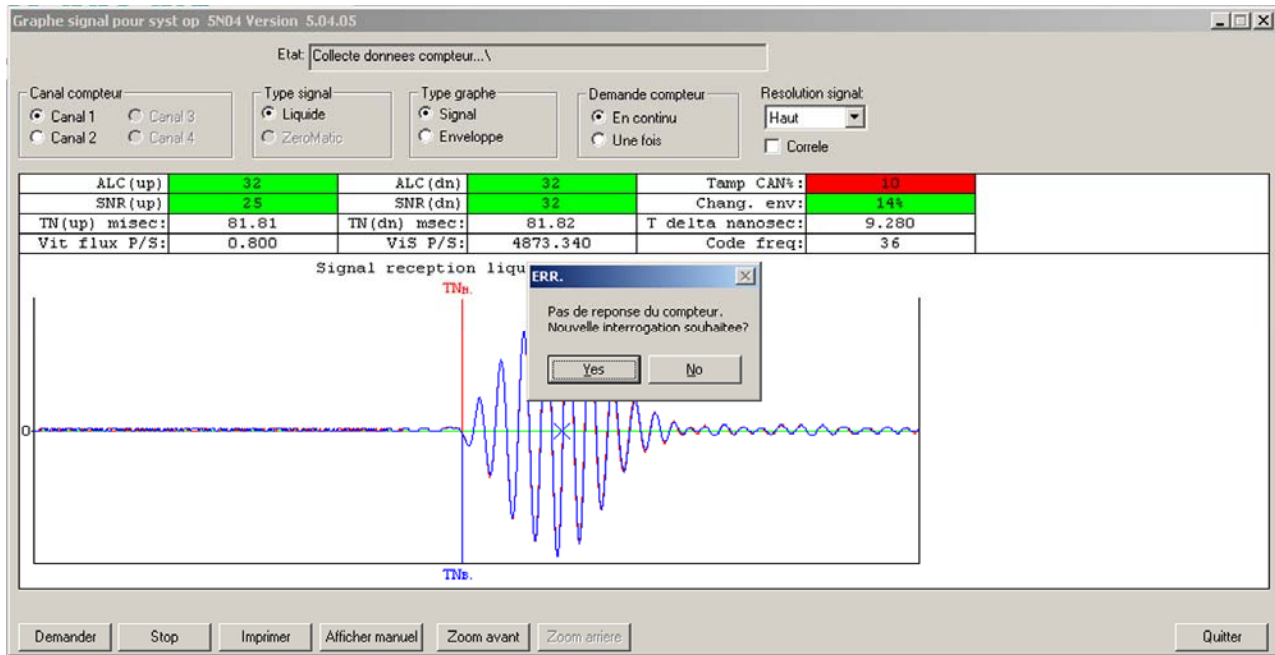 Graphe signal pour syst op 5N04 Version 5.04.05
Etat: Collecte donnees compteur...\
Canal compteur
Canal 1 Canal 3
Canal 2 Canal 4
Type signal
Liquide
ZeroMatic
Type graphe
Signal
Enveloppe
Demande compteur
En continu
Une fois
Resolution signal:
Haut
Correle
ALC(up) 32 ALC(dn) 32 Tamp CAN%: 10
SNR(up) 25 SNR(dn) 32 Chang. env: 14%
TN(up) misec: 81.81 TN(dn) msec: 81.82 T delta nanosec: 9.280
Vit flux P/S: 0.800 ViS P/S: 4873.340 Code freq: 36
Signal reception liqu
TNB.
ERR.
Pas de reponse du compteur.
Nouvelle interrogation souhaitee?
Yes No
0
TNB.
Demander Stop Imprimer Afficher manuel Zoom avant Zoom arriere Quitter